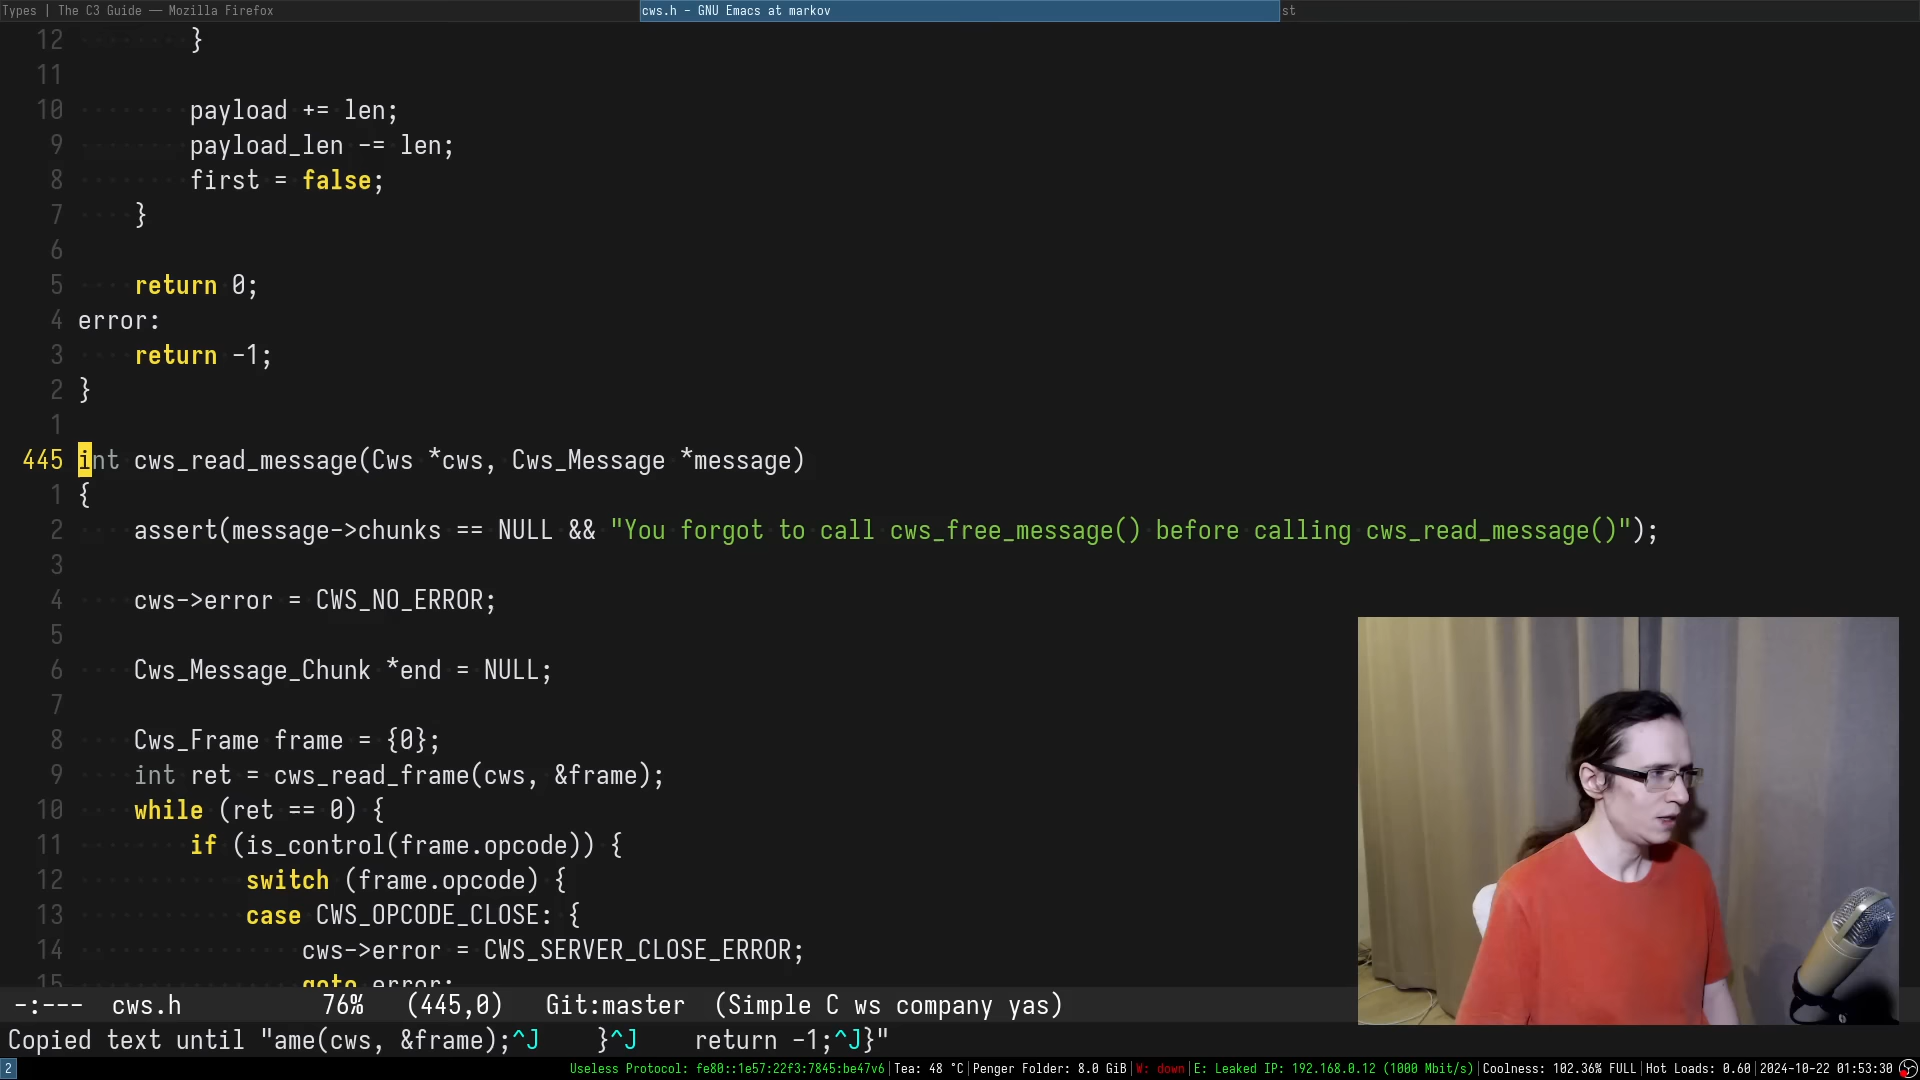 Types | The C3 Guide — Mozilla Firefox
cws.h - GNU Emacs at markov
st
12 }
11
10 payload += len;
9 payload_len -= len;
8 first = false;
7 }
6
5 return 0;
4 error:
3 return -1;
2 }
1
445 int cws_read_message(Cws *cws, Cws_Message *message)
1 {
2 assert(message->chunks == NULL && "You forgot to call cws_free_message() before calling cws_read_message()");
3
4 cws->error = CWS_NO_ERROR;
5
6 Cws_Message_Chunk *end = NULL;
7
8 Cws_Frame frame = {0};
9 int ret = cws_read_frame(cws, &frame);
10 while (ret == 0) {
11 if (is_control(frame.opcode)) {
12 switch (frame.opcode) {
13 case CWS_OPCODE_CLOSE: {
14 cws->error = CWS_SERVER_CLOSE_ERROR;
15 goto error;
-:--- cws.h 76% (445,0) Git:master (Simple C ws company yas)
Copied text until "ame(cws, &frame);^J }^J return -1;^J}"
2 Useless Protocol: fe80::1e57:22f3:7845:be47v6|Tea: 48 °C|Penger Folder: 8.0 GiB|W: down|E: Leaked IP: 192.168.0.12 (1000 Mbit/s)|Coolness: 102.36% FULL|Hot Loads: 0.60|2024-10-22 01:53:30